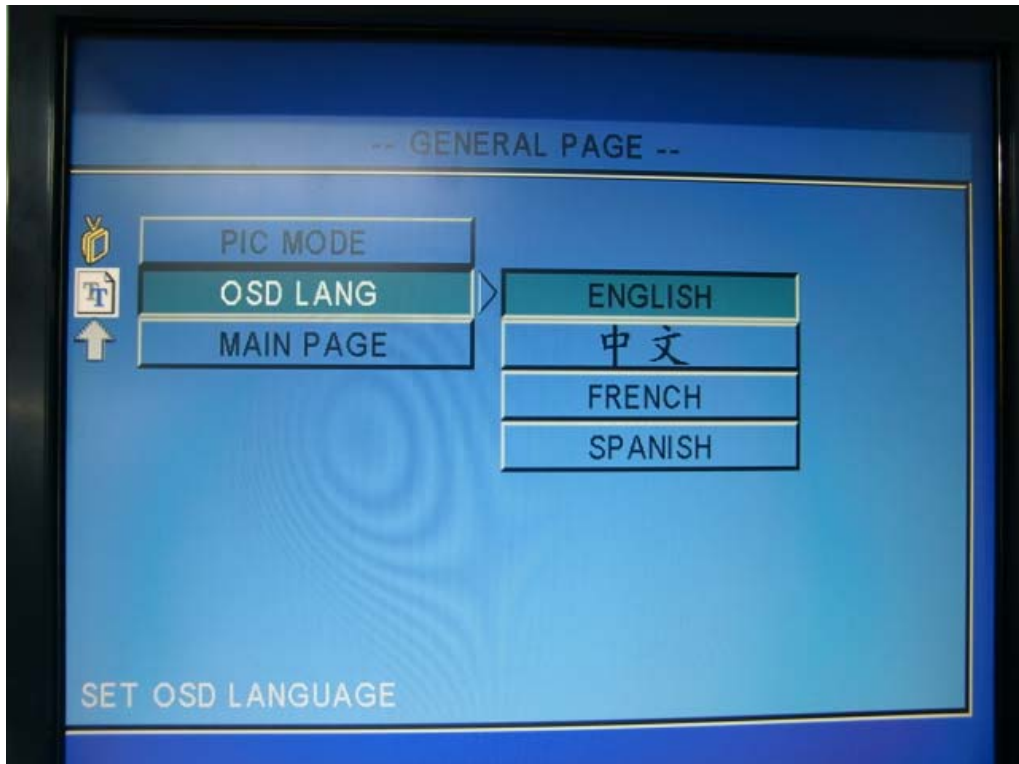 -- GENERAL PAGE --
PIC MODE
OSD LANG
MAIN PAGE
ENGLISH
中文
FRENCH
SPANISH
SET OSD LANGUAGE